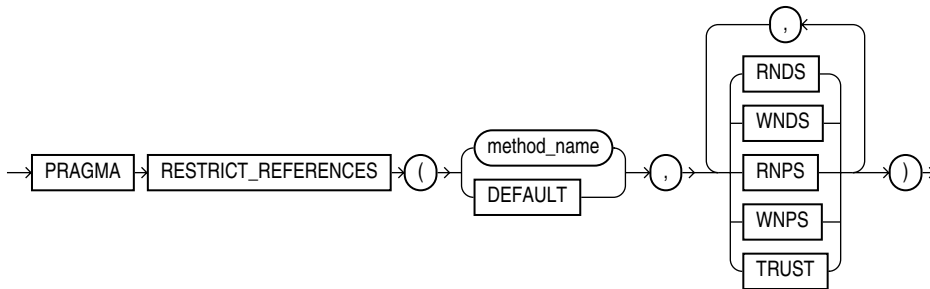 ,
RNDS
WNDS
method_name
PRAGMA RESTRICT_REFERENCES ( , RNPS )
DEFAULT
WNPS
TRUST